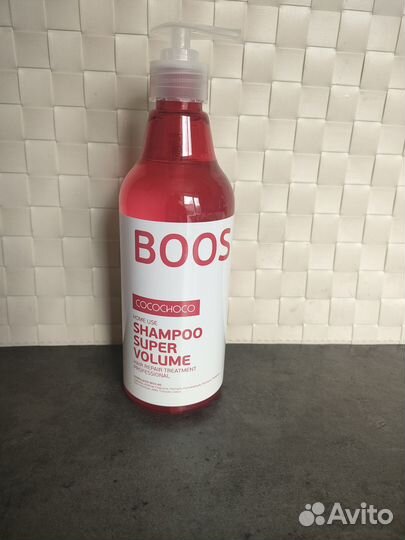 BOOS
COCOCHOCO
HOME USE
SHAMPOO
SUPER
VOLUME
HAIR REPAIR TREATMENT
PROFESSIONAL
Avito